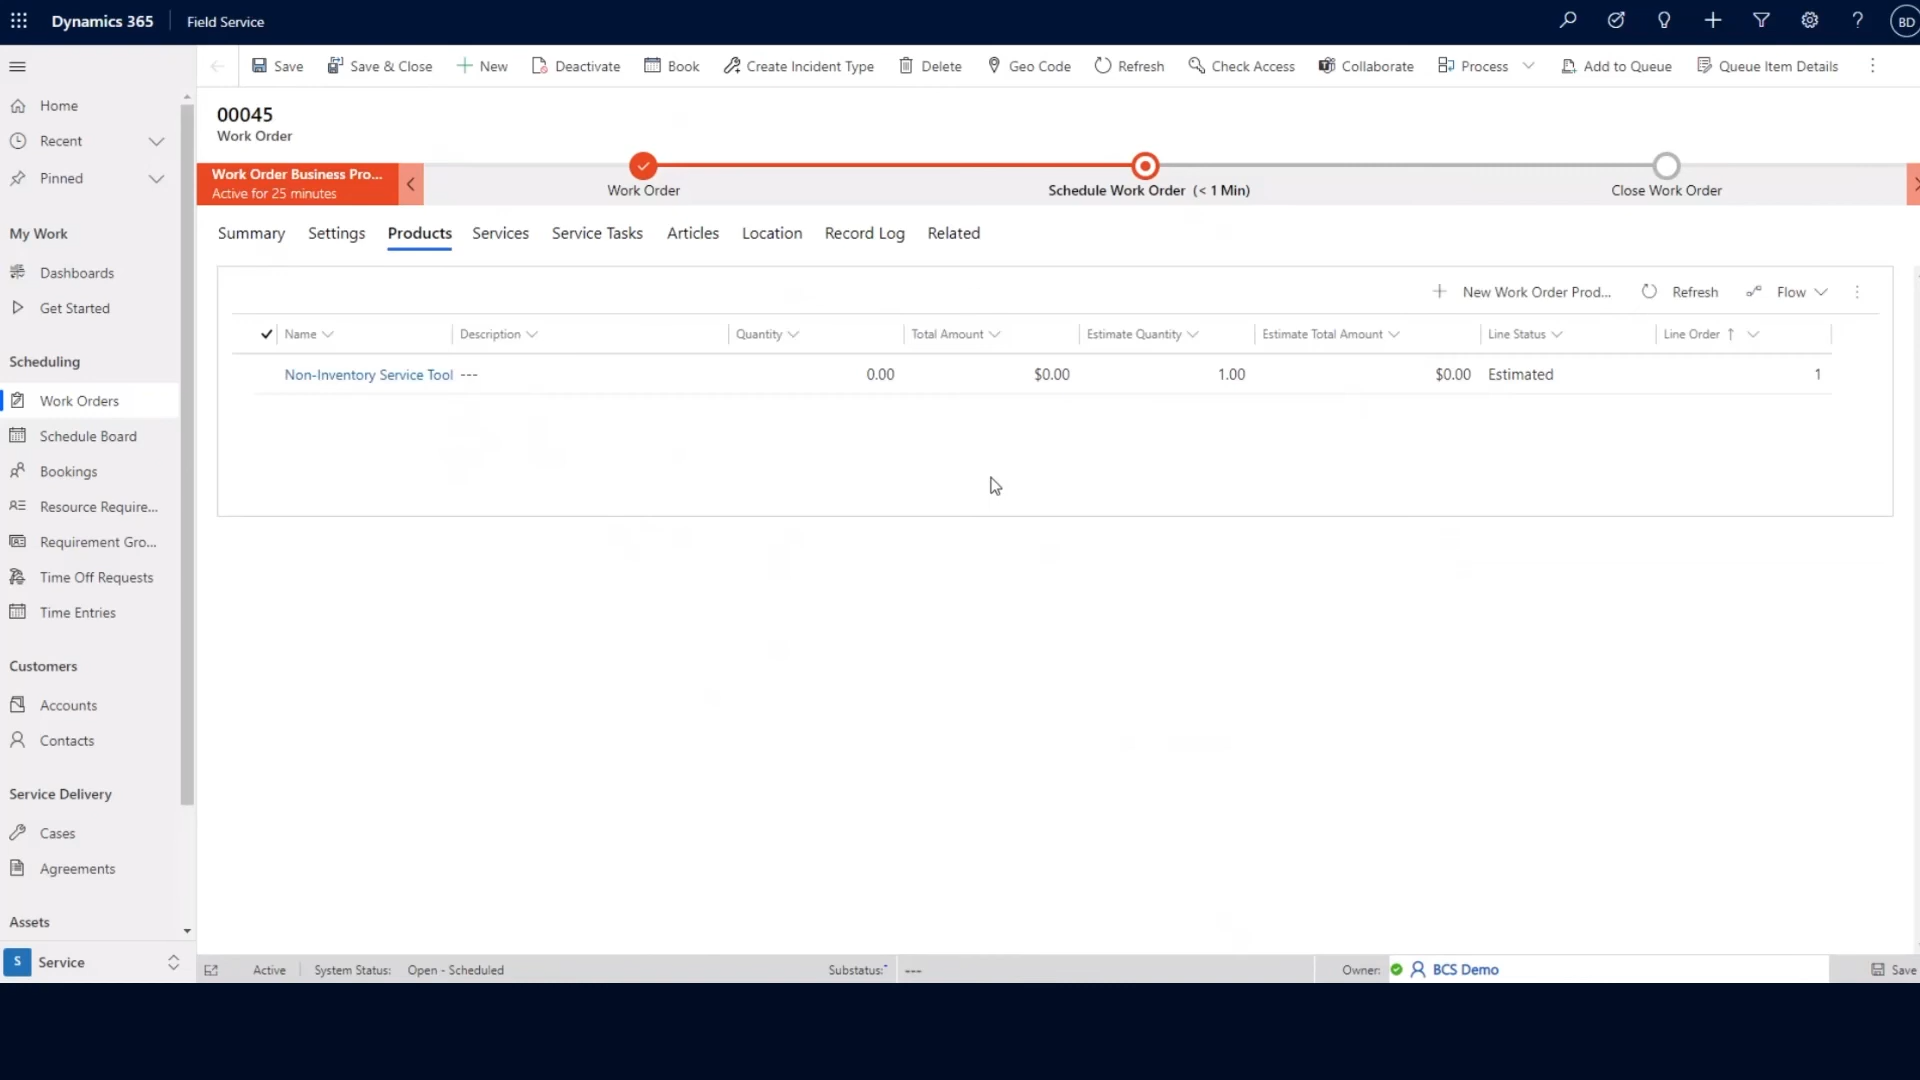 Dynamics 365 Field Service BD
Save Save & Close New Deactivate Book Create Incident Type Delete Geo Code Refresh Check Access Collaborate Process Add to Queue Queue Item Details
Home
Recent
Pinned
My Work
Dashboards
Get Started
Scheduling
Work Orders
Schedule Board
Bookings
Resource Require...
Requirement Gro...
Time Off Requests
Time Entries
Customers
Accounts
Contacts
Service Delivery
Cases
Agreements
Assets
S Service
00045
Work Order
Work Order Business Pro...
Active for 25 minutes
Work Order
Schedule Work Order (< 1 Min)
Close Work Order
Summary Settings Products Services Service Tasks Articles Location Record Log Related
New Work Order Prod... Refresh Flow
Name Description Quantity Total Amount Estimate Quantity Estimate Total Amount Line Status Line Order
Non-Inventory Service Tool --- 0.00 $0.00 1.00 $0.00 Estimated 1
Active System Status: Open - Scheduled Substatus:* --- Owner: BCS Demo Save